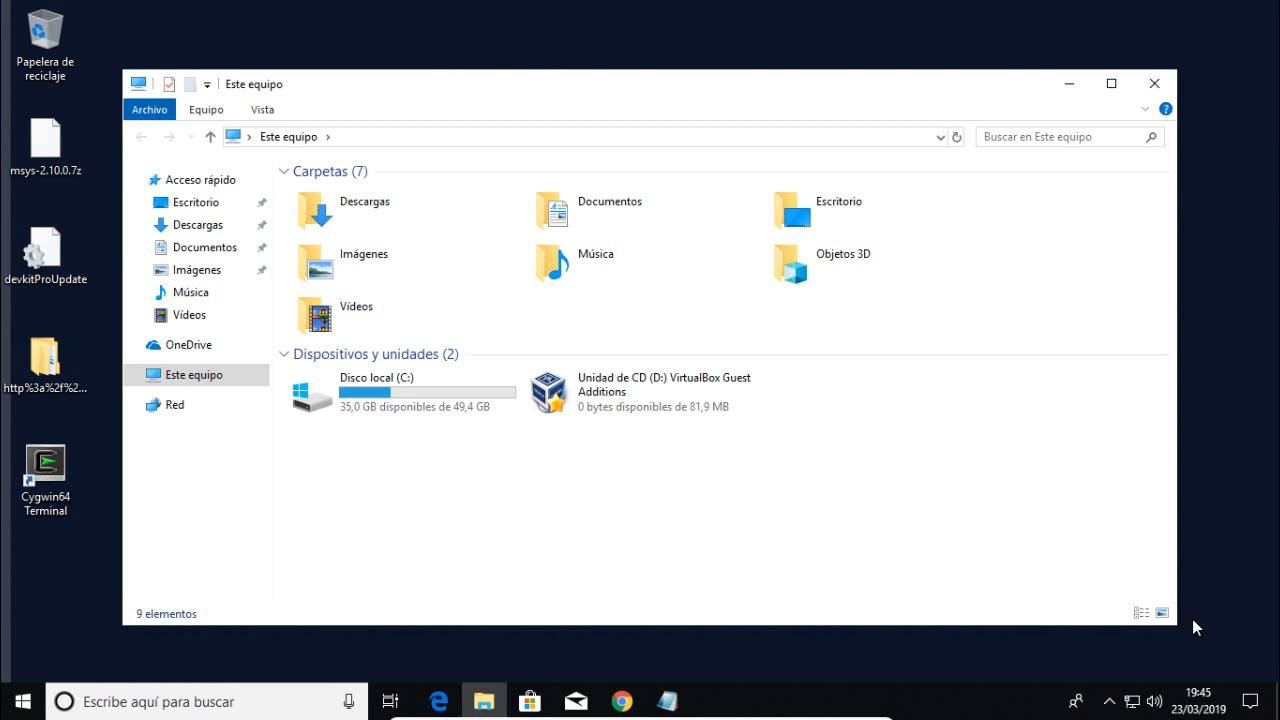 Papelera de
reciclaje
msys-2.10.0.7z
devkitProUpdate
http%3a%2f%2...
Cygwin64
Terminal
Este equipo
Archivo
Equipo
Vista
Este equipo
Buscar en Este equipo
Acceso rápido
Escritorio
Descargas
Documentos
Imágenes
Música
Vídeos
OneDrive
Este equipo
Red
Carpetas (7)
Descargas
Documentos
Escritorio
Imágenes
Música
Objetos 3D
Vídeos
Dispositivos y unidades (2)
Disco local (C:)
35,0 GB disponibles de 49,4 GB
Unidad de CD (D:) VirtualBox Guest
Additions
0 bytes disponibles de 81,9 MB
9 elementos
Escribe aquí para buscar
19:45
23/03/2019